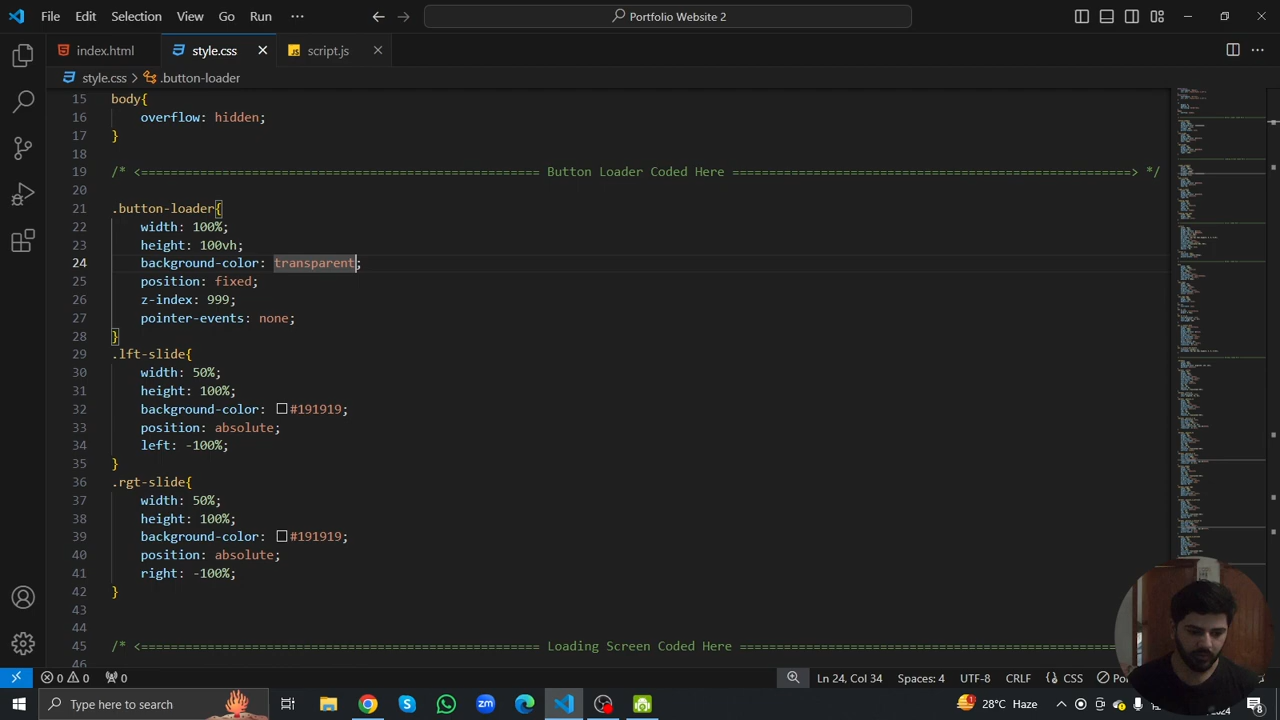 File Edit Selection View Go Run ···
Portfolio Website 2
index.html
style.css
script.js
style.css > .button-loader
15 body{
16 overflow: hidden;
17 }
18
19 /* <===================================================== Button Loader Coded Here =====================================================> */
20
21 .button-loader{
22 width: 100%;
23 height: 100vh;
24 background-color: transparent;
25 position: fixed;
26 z-index: 999;
27 pointer-events: none;
28 }
29 .lft-slide{
30 width: 50%;
31 height: 100%;
32 background-color: #191919;
33 position: absolute;
34 left: -100%;
35 }
36 .rgt-slide{
37 width: 50%;
38 height: 100%;
39 background-color: #191919;
40 position: absolute;
41 right: -100%;
42 }
43
44
45 /* <===================================================== Loading Screen Coded Here ==================================================
46
0 0 0 Ln 24, Col 34 Spaces: 4 UTF-8 CRLF CSS
Type here to search
28°C Haze
8